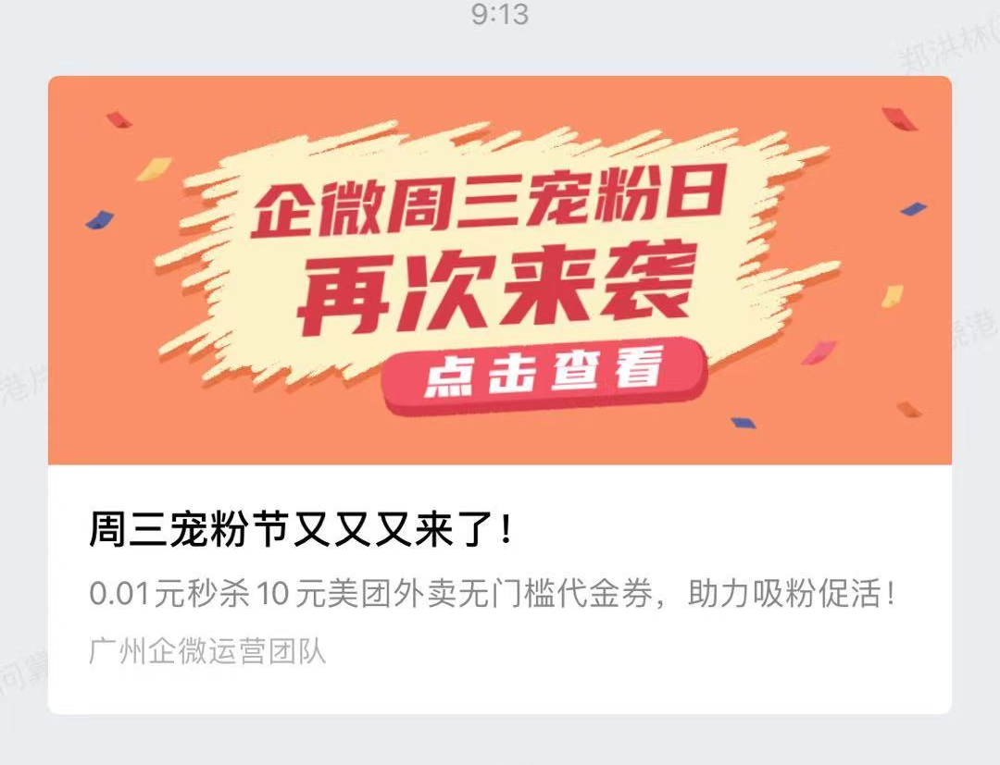 9:13
郑洪林
企微周三宠粉日
再次来袭
点击查看
周三宠粉节又又又来了！
0.01元秒杀10元美团外卖无门槛代金券，助力吸粉促活！
广州企微运营团队